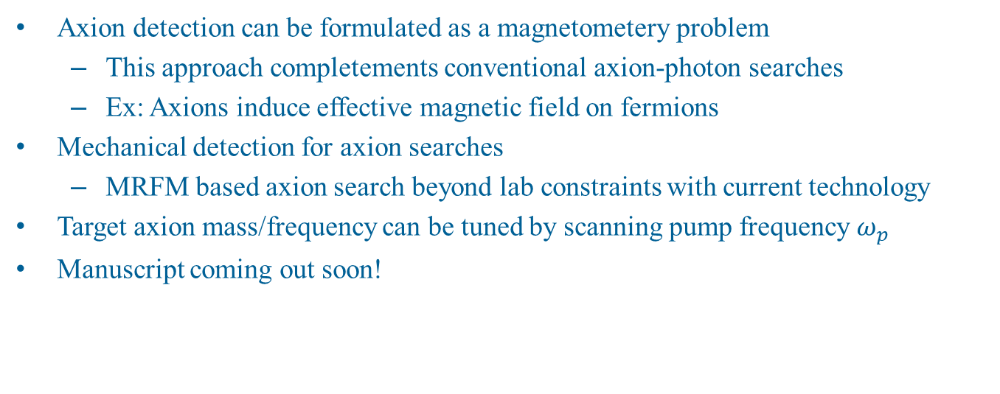 • Axion detection can be formulated as a magnetometery problem
– This approach completements conventional axion-photon searches
– Ex: Axions induce effective magnetic field on fermions
• Mechanical detection for axion searches
– MRFM based axion search beyond lab constraints with current technology
• Target axion mass/frequency can be tuned by scanning pump frequency ωₚ
• Manuscript coming out soon!